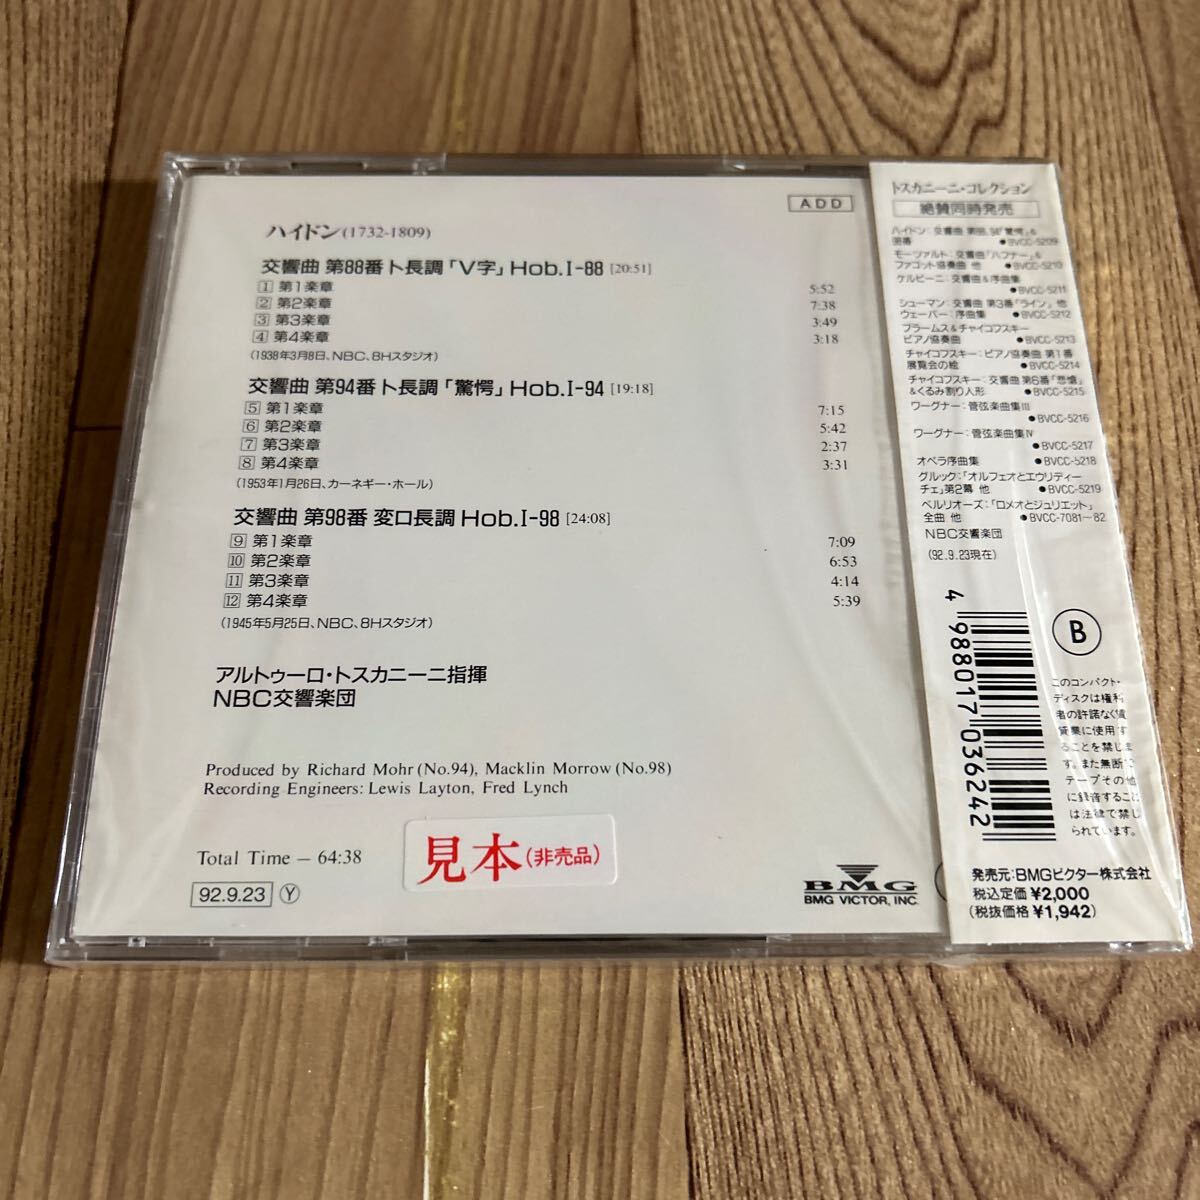 ADD
ハイドン(1732-1809)
交響曲 第88番 ト長調「V字」Hob.I-88 [20:51]
1 第1楽章 5:52
2 第2楽章 7:38
3 第3楽章 3:49
4 第4楽章 3:18
(1938年3月8日、NBC、8Hスタジオ)
交響曲 第94番 ト長調「驚愕」Hob.I-94 [19:18]
5 第1楽章 7:15
6 第2楽章 5:42
7 第3楽章 2:37
8 第4楽章 3:31
(1953年1月26日、カーネギー・ホール)
交響曲 第98番 変ロ長調 Hob.I-98 [24:08]
9 第1楽章 7:09
10 第2楽章 6:53
11 第3楽章 4:14
12 第4楽章 5:39
(1945年5月25日、NBC、8Hスタジオ)
アルトゥーロ・トスカニーニ指揮
NBC交響楽団
Produced by Richard Mohr (No.94), Macklin Morrow (No.98)
Recording Engineers: Lewis Layton, Fred Lynch
Total Time — 64:38
見本(非売品)
92.9.23 Y
BMG
BMG VICTOR, INC.
トスカニーニ・コレクション
絶賛同時発売
ハイドン：交響曲 第88、94「驚愕」&
98番 ●BVCC-5209
モーツァルト：交響曲「ハフナー」&
ファゴット協奏曲 他 ●BVCC-5210
ケルビーニ：交響曲&序曲集
●BVCC-5211
シューマン：交響曲 第3番「ライン」他
ウェーバー：序曲集 ●BVCC-5212
ブラームス&チャイコフスキー
ピアノ協奏曲 ●BVCC-5213
チャイコフスキー：ピアノ協奏曲 第1番
展覧会の絵 ●BVCC-5214
チャイコフスキー：交響曲 第6番「悲愴」
&くるみ割り人形 ●BVCC-5215
ワーグナー：管弦楽曲集III
●BVCC-5216
ワーグナー：管弦楽曲集IV
●BVCC-5217
オペラ序曲集 ●BVCC-5218
グルック：「オルフェオとエウリディー
チェ」第2幕 他 ●BVCC-5219
ベルリオーズ：「ロメオとジュリエット」
全曲 他 ●BVCC-7081〜82
NBC交響楽団
(92.9.23現在)
4 988017 036242
B
このコンパクト・
ディスクは権利
者の許諾なく賃
貸業に使用す
ることを禁じま
す。また無断で
テープその他
に録音すること
は法律で禁じ
られています。
発売元：BMGビクター株式会社
税込定価 ¥2,000
(税抜価格 ¥1,942)